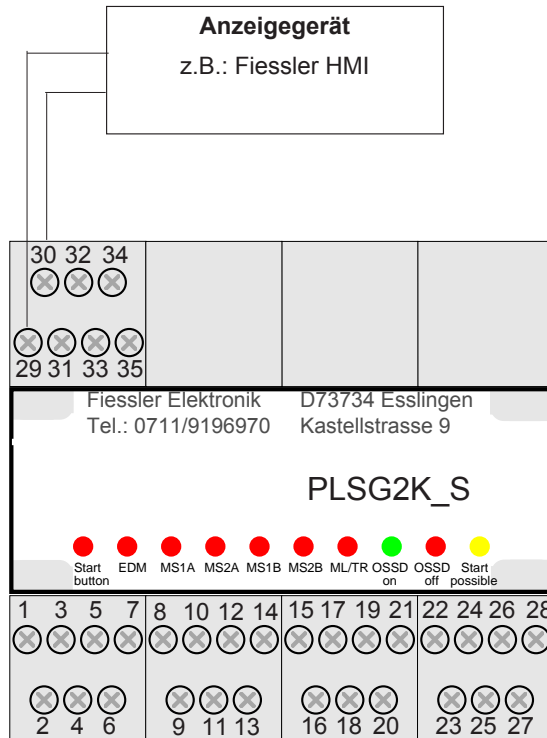 Anzeigegerät
z.B.: Fiessler HMI
30 32 34
29 31 33 35
Fiessler Elektronik D73734 Esslingen
Tel.: 0711/9196970 Kastellstrasse 9
PLSG2K_S
Start button EDM MS1A MS2A MS1B MS2B ML/TR OSSD on OSSD off Start possible
1 3 5 7 8 10 12 14 15 17 19 21 22 24 26 28
2 4 6 9 11 13 16 18 20 23 25 27